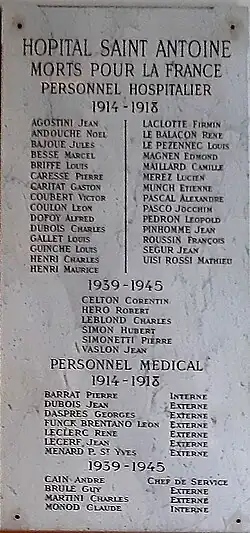 HOPITAL SAINT ANTOINE
MORTS POUR LA FRANCE
PERSONNEL HOSPITALIER
1914-1918
AGOSTINI JEAN
ANDOUCHE NOEL
BAJOUE JULES
BESSE MARCEL
BRIFFE LOUIS
CARESSE PIERRE
CARITAT GASTON
COUBERT VICTOR
COULON LEON
DOFOY ALFRED
DUBOIS CHARLES
GALLET LOUIS
GUINCHE LOUIS
HENRI CHARLES
HENRI MAURICE
LACLOTTE FIRMIN
LE BALACON RENE
LE PEZENNEC LOUIS
MAGNEN EDMOND
MAILLARD CAMILLE
MEREZ LUCIEN
MUNCH ETIENNE
PASCAL ALEXANDRE
PASCO JOCCHIM
PEDRON LEOPOLD
PINHOMME JEAN
ROUSSIN FRANÇOIS
SEGUR JEAN
UISI ROSSI MATHIEU
1939-1945
CELTON CORENTIN
HERO ROBERT
LEBLOND CHARLES
SIMON HUBERT
SIMONETTI PIERRE
VASLON JEAN
PERSONNEL MEDICAL
1914-1918
BARRAT PIERRE INTERNE
DUBOIS JEAN EXTERNE
DASPRES GEORGES EXTERNE
FUNCK BRENTANO LEON EXTERNE
LECLERC RENE EXTERNE
LECERF JEAN EXTERNE
MENARD P. ST YVES EXTERNE
1939-1945
CAIN ANDRE CHEF DE SERVICE
BRULE GUY EXTERNE
MARTINI CHARLES EXTERNE
MONOD CLAUDE INTERNE